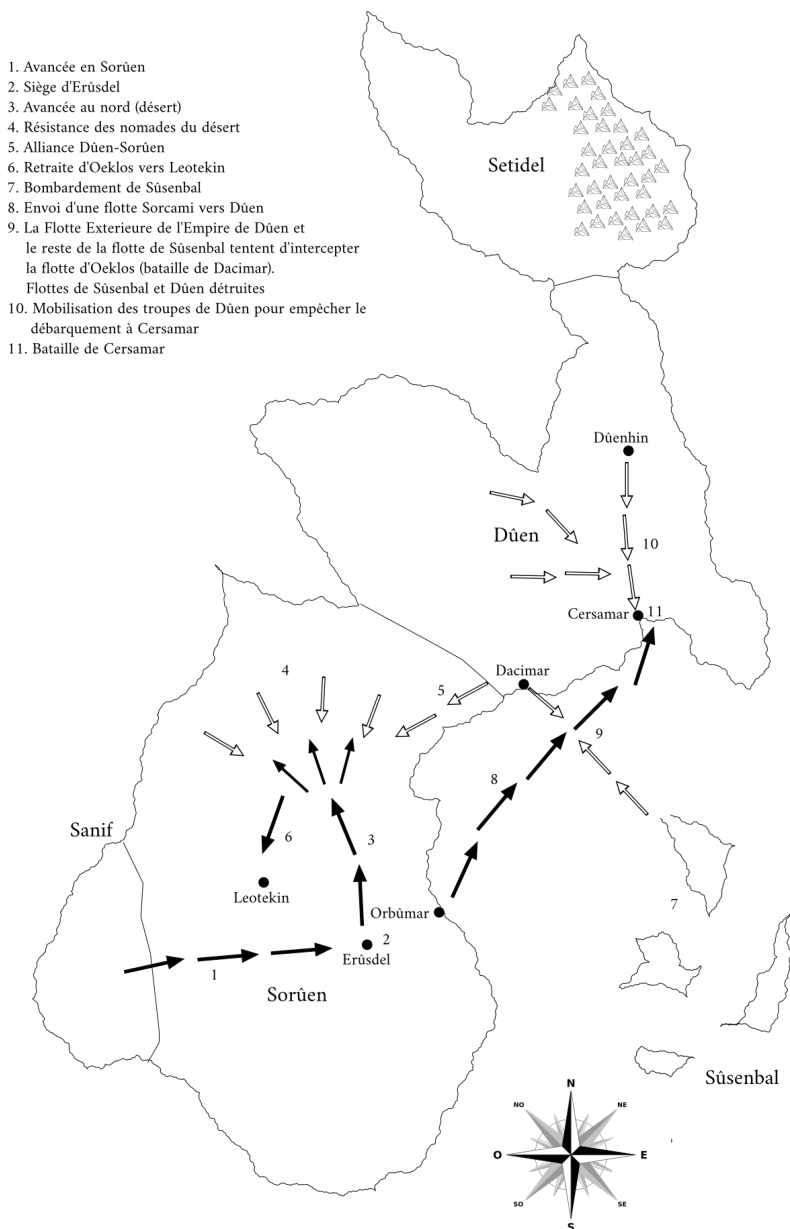 1. Avancée en Sorûen
2. Siège d'Erûsdel
3. Avancée au nord (désert)
4. Résistance des nomades du désert
5. Alliance Dûen-Sorûen
6. Retraite d'Oeklos vers Leotekin
7. Bombardement de Sûsenbal
8. Envoi d'une flotte Sorcami vers Dûen
9. La Flotte Exterieure de l'Empire de Dûen et
le reste de la flotte de Sûsenbal tentent d'intercepter
la flotte d'Oeklos (bataille de Dacimar).
Flottes de Sûsenbal et Dûen détruites
10. Mobilisation des troupes de Dûen pour empêcher le
débarquement à Cersamar
11. Bataille de Cersamar
Setidel
Dûenhin
Dûen
10
Cersamar
11
Dacimar
4
5
9
8
Sanif
6
3
Leotekin
7
Orbûmar
2
Erûsdel
1
Sorûen
Sûsenbal
N
NO
NE
O
E
SO
SE
S